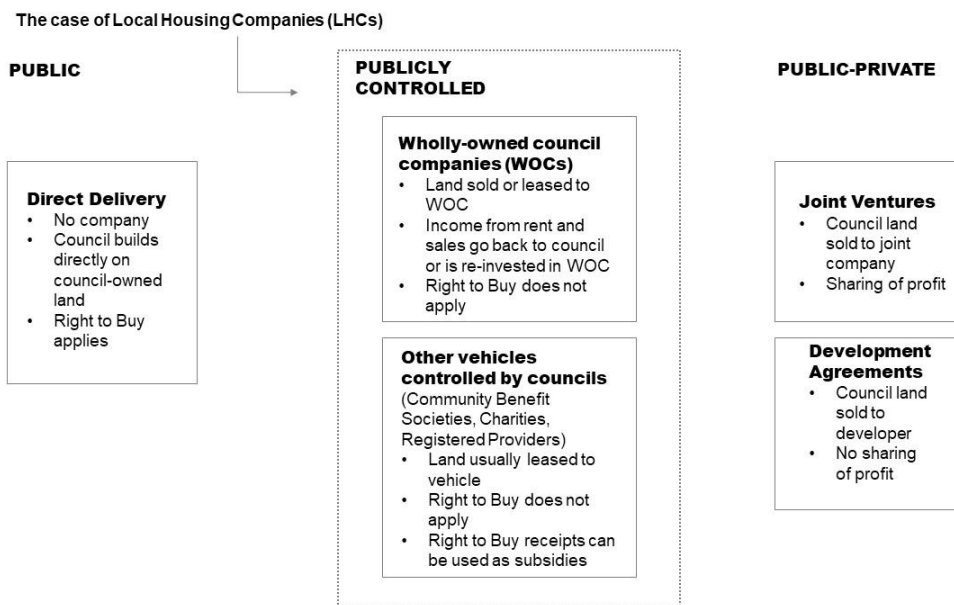 The case of Local Housing Companies (LHCs)
PUBLIC
Direct Delivery
• No company
• Council builds
directly on
council-owned
land
• Right to Buy
applies
PUBLICLY
CONTROLLED
Wholly-owned council
companies (WOCs)
• Land sold or leased to
WOC
• Income from rent and
sales go back to council
or is re-invested in WOC
• Right to Buy does not
apply
Other vehicles
controlled by councils
(Community Benefit
Societies, Charities,
Registered Providers)
• Land usually leased to
vehicle
• Right to Buy does not
apply
• Right to Buy receipts can
be used as subsidies
PUBLIC-PRIVATE
Joint Ventures
• Council land
sold to joint
company
• Sharing of profit
Development
Agreements
• Council land
sold to
developer
• No sharing
of profit